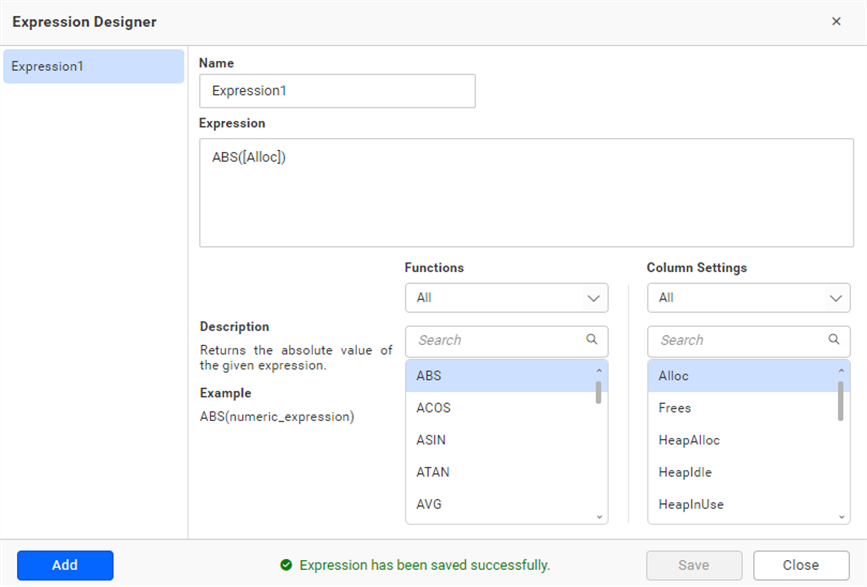 Expression Designer
Expression1
Name
Expression1
Expression
ABS([Alloc])
Functions
Column Settings
All
All
Description
Returns the absolute value of
the given expression.
Example
ABS(numeric_expression)
Search
ABS
ACOS
ASIN
ATAN
AVG
Search
Alloc
Frees
HeapAlloc
HeapIdle
HeapInUse
Add
Expression has been saved successfully.
Save
Close